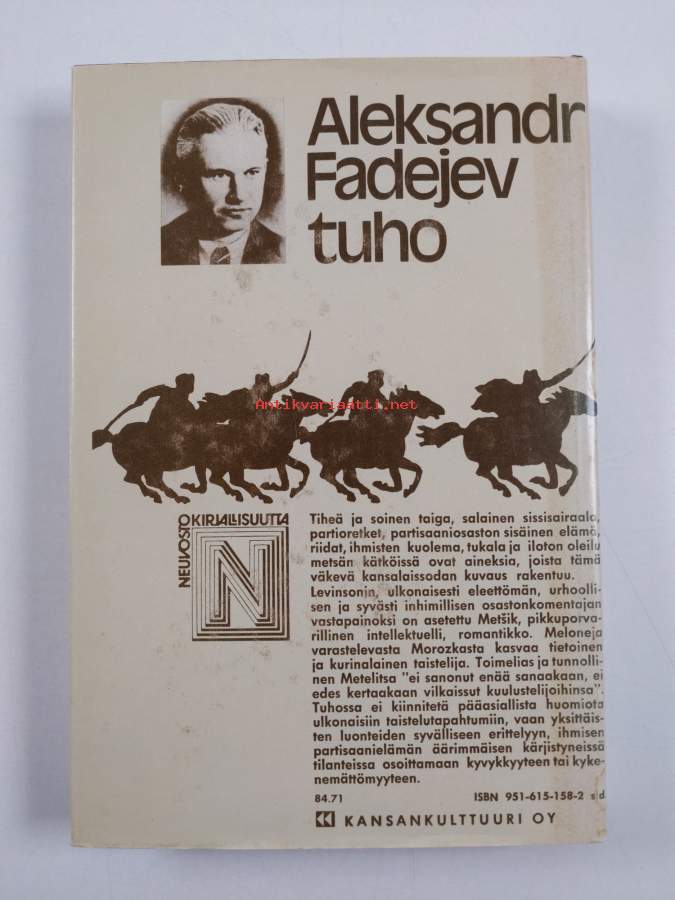 Aleksandr
Fadejev
tuho
Antikvariaatti.net
NEUVOSTOKIRJALLISUUTTA
N
Tiheä ja soinen taiga, salainen sissisairaala,
partioretket, partisaaniosaston sisäinen elämä,
riidat, ihmisten kuolema, tukala ja iloton oleilu
metsän kätköissä ovat aineksia, joista tämä
väkevä kansalaissodan kuvaus rakentuu.
Levinsonin, ulkonaisesti eleettömän, urhoolli-
sen ja syvästi inhimillisen osastonkomentajan
vastapainoksi on asetettu Metšik, pikkuporva-
rillinen intellektuelli, romantikko. Meloneja
varastelevasta Morozkasta kasvaa tietoinen
ja kurinalainen taistelija. Toimelias ja tunnolli-
nen Metelitsa "ei sanonut enää sanaakaan, ei
edes kertaakaan vilkaissut kuulustelijoihinsa".
Tuhossa ei kiinnitetä pääasiallista huomiota
ulkonaisiin taistelutapahtumiin, vaan yksittäis-
ten luonteiden syvälliseen erittelyyn, ihmisen
partisaanielämän äärimmäisen kärjistyneissä
tilanteissa osoittamaan kyvykkyyteen tai kyke-
nemättömyyteen.
84.71 ISBN 951-615-158-2 sid
KANSANKULTTUURI OY